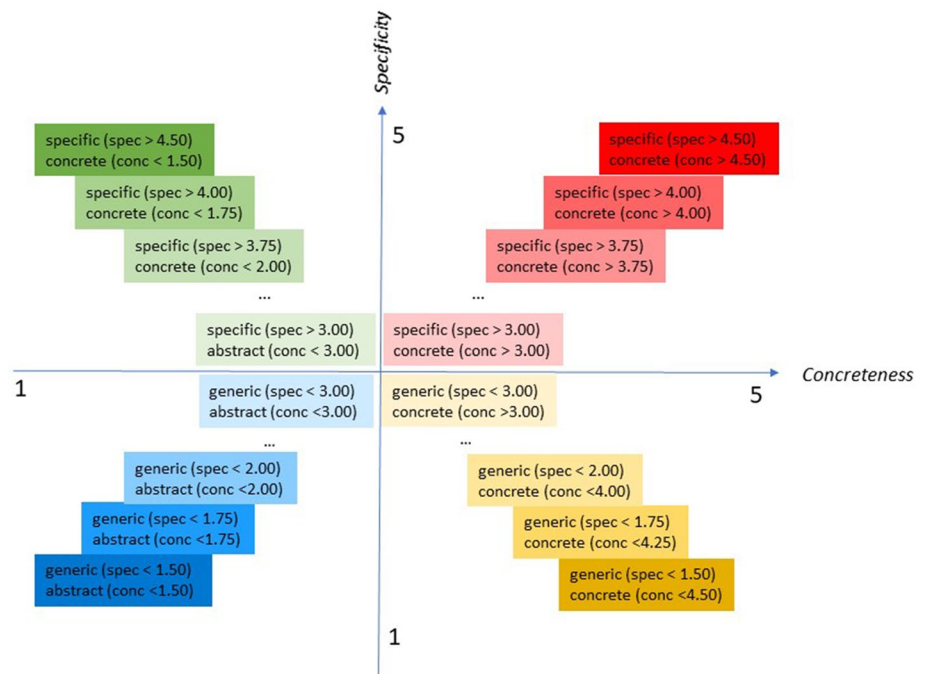 Specificity
5
specific (spec > 4.50)
concrete (conc < 1.50)
specific (spec > 4.50)
concrete (conc > 4.50)
specific (spec > 4.00)
concrete (conc < 1.75)
specific (spec > 4.00)
concrete (conc > 4.00)
specific (spec > 3.75)
concrete (conc < 2.00)
specific (spec > 3.75)
concrete (conc > 3.75)
...
...
specific (spec > 3.00)
abstract (conc < 3.00)
specific (spec > 3.00)
concrete (conc > 3.00)
1
5
Concreteness
generic (spec < 3.00)
abstract (conc <3.00)
generic (spec < 3.00)
concrete (conc >3.00)
...
...
generic (spec < 2.00)
abstract (conc <2.00)
generic (spec < 2.00)
concrete (conc <4.00)
generic (spec < 1.75)
abstract (conc <1.75)
generic (spec < 1.75)
concrete (conc <4.25)
generic (spec < 1.50)
abstract (conc <1.50)
generic (spec < 1.50)
concrete (conc <4.50)
1